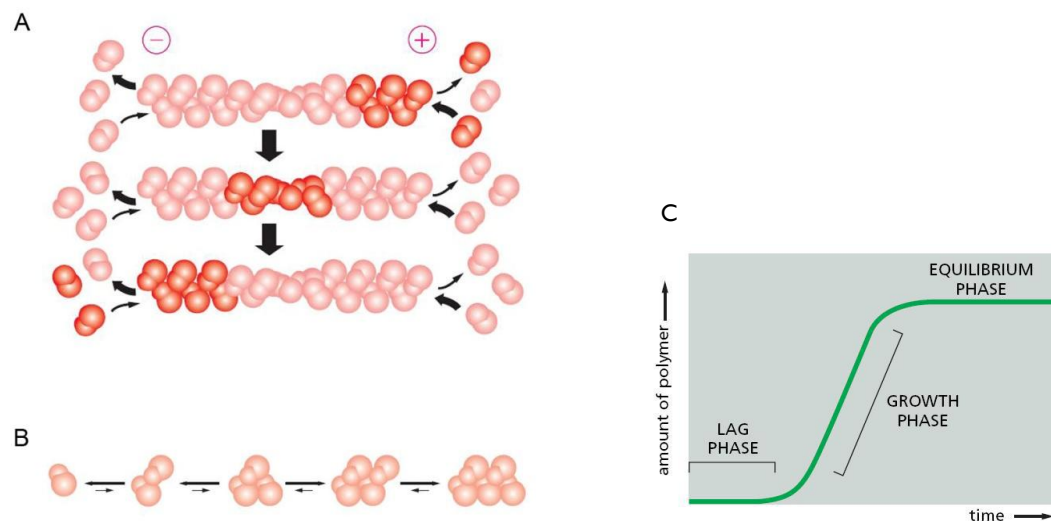 A
−
+
B
C
EQUILIBRIUM
PHASE
GROWTH
PHASE
LAG
PHASE
amount of polymer
time